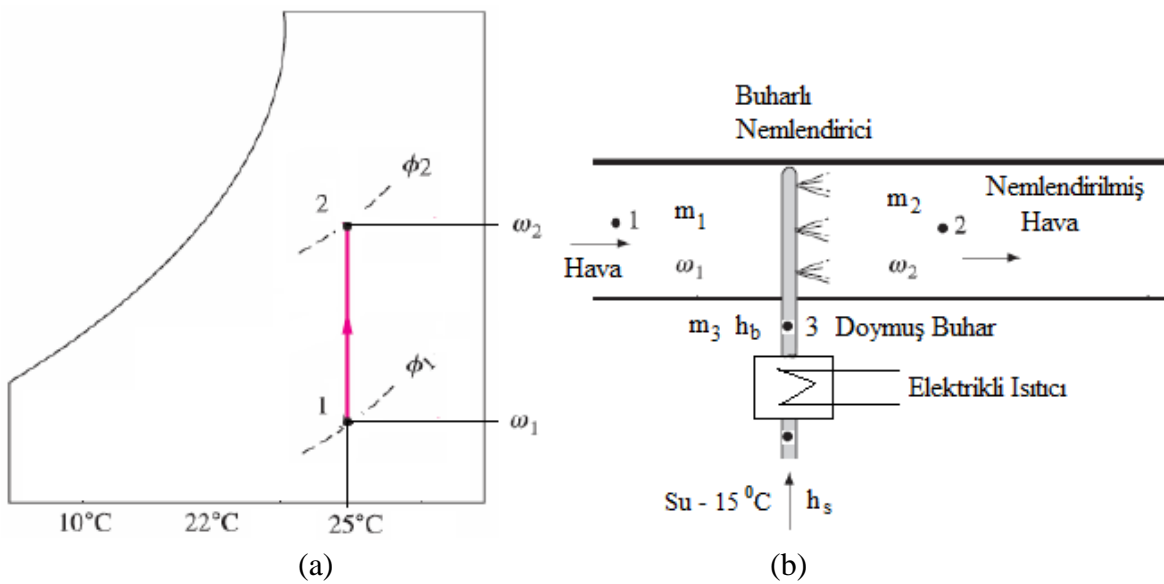 ϕ2
2
ω2
ϕ1
1
ω1
10°C 22°C 25°C
(a)
Buharlı
Nemlendirici
m1
1
Hava
ω1
m2
2
ω2
Nemlendirilmiş
Hava
m3 hb 3 Doymuş Buhar
Elektrikli Isıtıcı
Su - 15 ⁰C hs
(b)